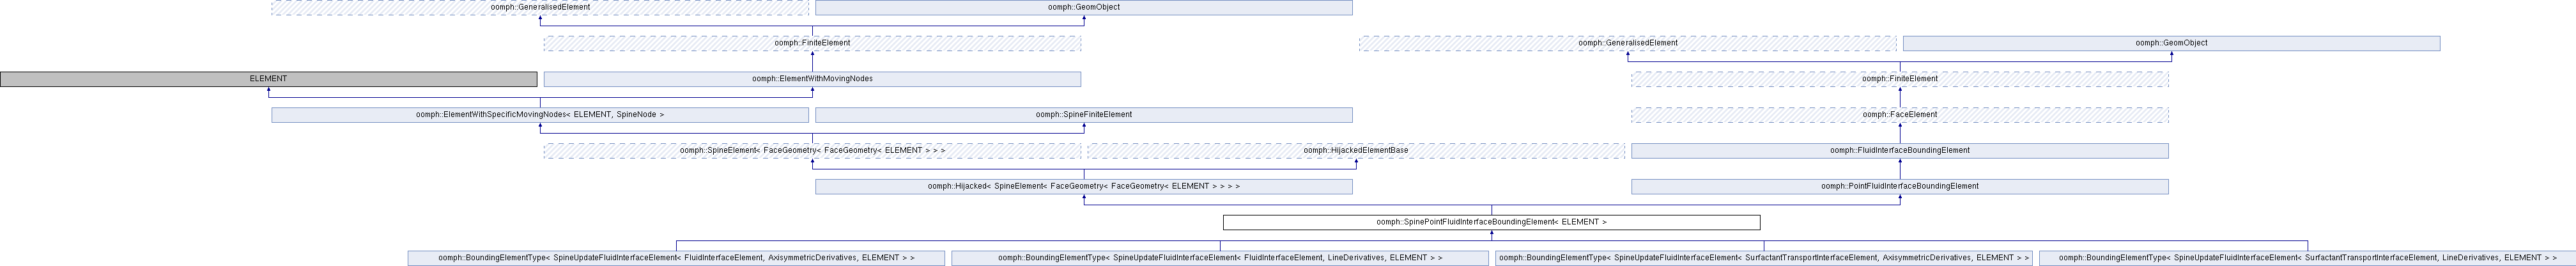 oomph::GeneralisedElement
oomph::GeomObject
oomph::FiniteElement
oomph::GeneralisedElement
oomph::GeomObject
ELEMENT
oomph::ElementWithMovingNodes
oomph::FiniteElement
oomph::ElementWithSpecificMovingNodes< ELEMENT, SpineNode >
oomph::SpineFiniteElement
oomph::FaceElement
oomph::SpineElement< FaceGeometry< FaceGeometry< ELEMENT > > >
oomph::HijackedElementBase
oomph::FluidInterfaceBoundingElement
oomph::Hijacked< SpineElement< FaceGeometry< FaceGeometry< ELEMENT > > > >
oomph::PointFluidInterfaceBoundingElement
oomph::SpinePointFluidInterfaceBoundingElement< ELEMENT >
oomph::BoundingElementType< SpineUpdateFluidInterfaceElement< FluidInterfaceElement, AxisymmetricDerivatives, ELEMENT > >
oomph::BoundingElementType< SpineUpdateFluidInterfaceElement< FluidInterfaceElement, LineDerivatives, ELEMENT > >
oomph::BoundingElementType< SpineUpdateFluidInterfaceElement< SurfactantTransportInterfaceElement, AxisymmetricDerivatives, ELEMENT > >
oomph::BoundingElementType< SpineUpdateFluidInterfaceElement< SurfactantTransportInterfaceElement, LineDerivatives, ELEMENT > >